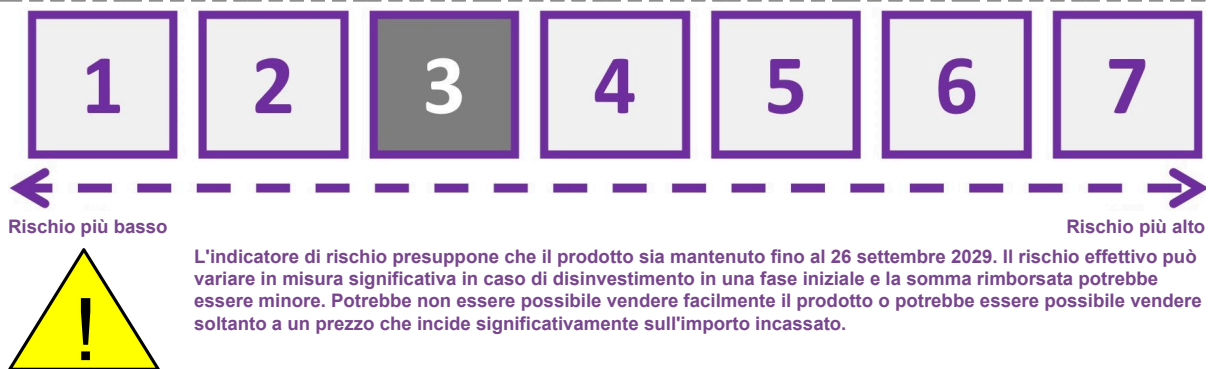 1 2 3 4 5 6 7
Rischio più basso Rischio più alto
L'indicatore di rischio presuppone che il prodotto sia mantenuto fino al 26 settembre 2029. Il rischio effettivo può
variare in misura significativa in caso di disinvestimento in una fase iniziale e la somma rimborsata potrebbe
essere minore. Potrebbe non essere possibile vendere facilmente il prodotto o potrebbe essere possibile vendere
soltanto a un prezzo che incide significativamente sull'importo incassato.
!